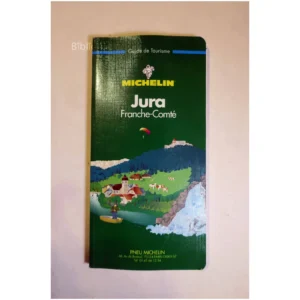 Guide de Tourisme
MICHELIN
Jura
Franche-Comté
PNEU MICHELIN